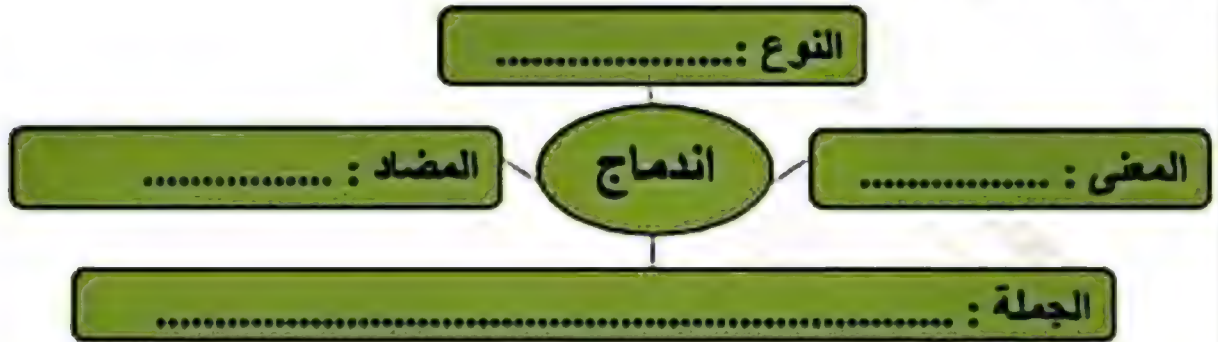 النوع : ....................
المعنى : ................
اندماج
المضاد : ................
الجملة : ....................................................................